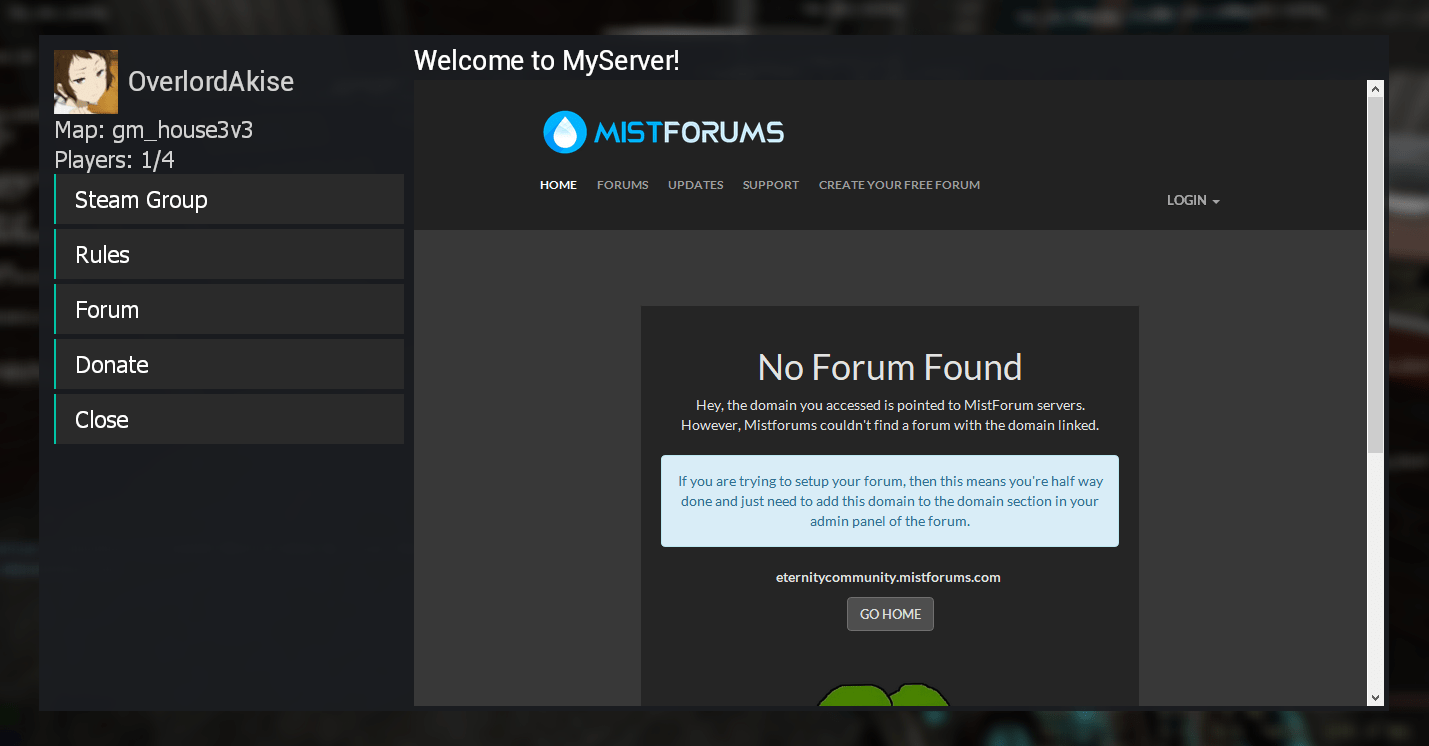 OverlordAkise
Map: gm_house3v3
Players: 1/4
Steam Group
Rules
Forum
Donate
Close
Welcome to MyServer!
MISTFORUMS
HOME FORUMS UPDATES SUPPORT CREATE YOUR FREE FORUM
LOGIN
No Forum Found
Hey, the domain you accessed is pointed to MistForum servers.
However, Mistforums couldn't find a forum with the domain linked.
If you are trying to setup your forum, then this means you're half way
done and just need to add this domain to the domain section in your
admin panel of the forum.
eternitycommunity.mistforums.com
GO HOME